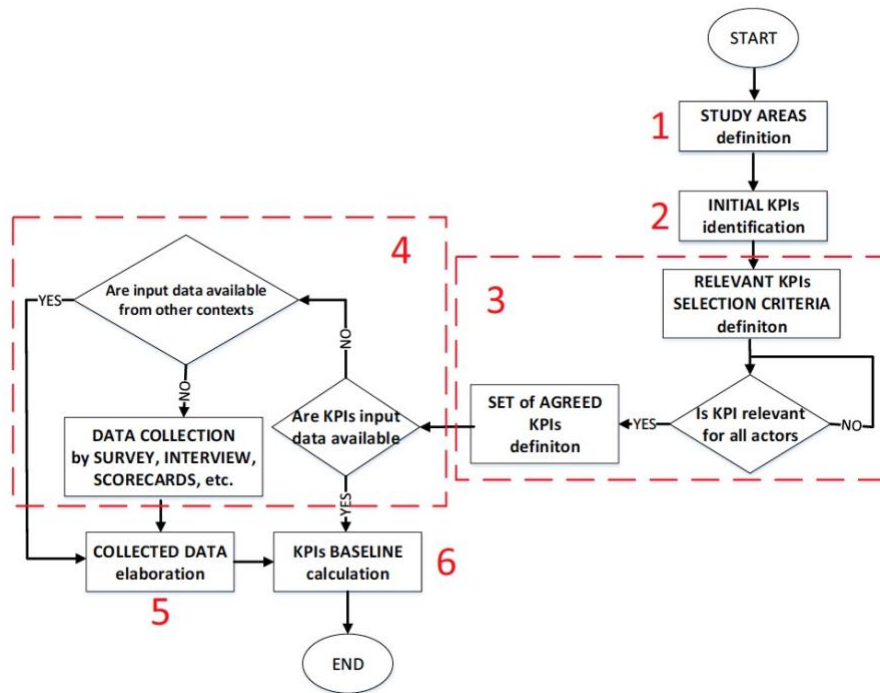 START
1
STUDY AREAS
definition
2
INITIAL KPIs
identification
3
RELEVANT KPIs
SELECTION CRITERIA
definiton
Is KPI relevant
for all actors
NO
YES
SET of AGREED
KPIs
definiton
4
Are KPIs input
data available
NO
YES
Are input data available
from other contexts
YES
NO
DATA COLLECTION
by SURVEY, INTERVIEW,
SCORECARDS, etc.
COLLECTED DATA
elaboration
5
KPIs BASELINE
calculation
6
END